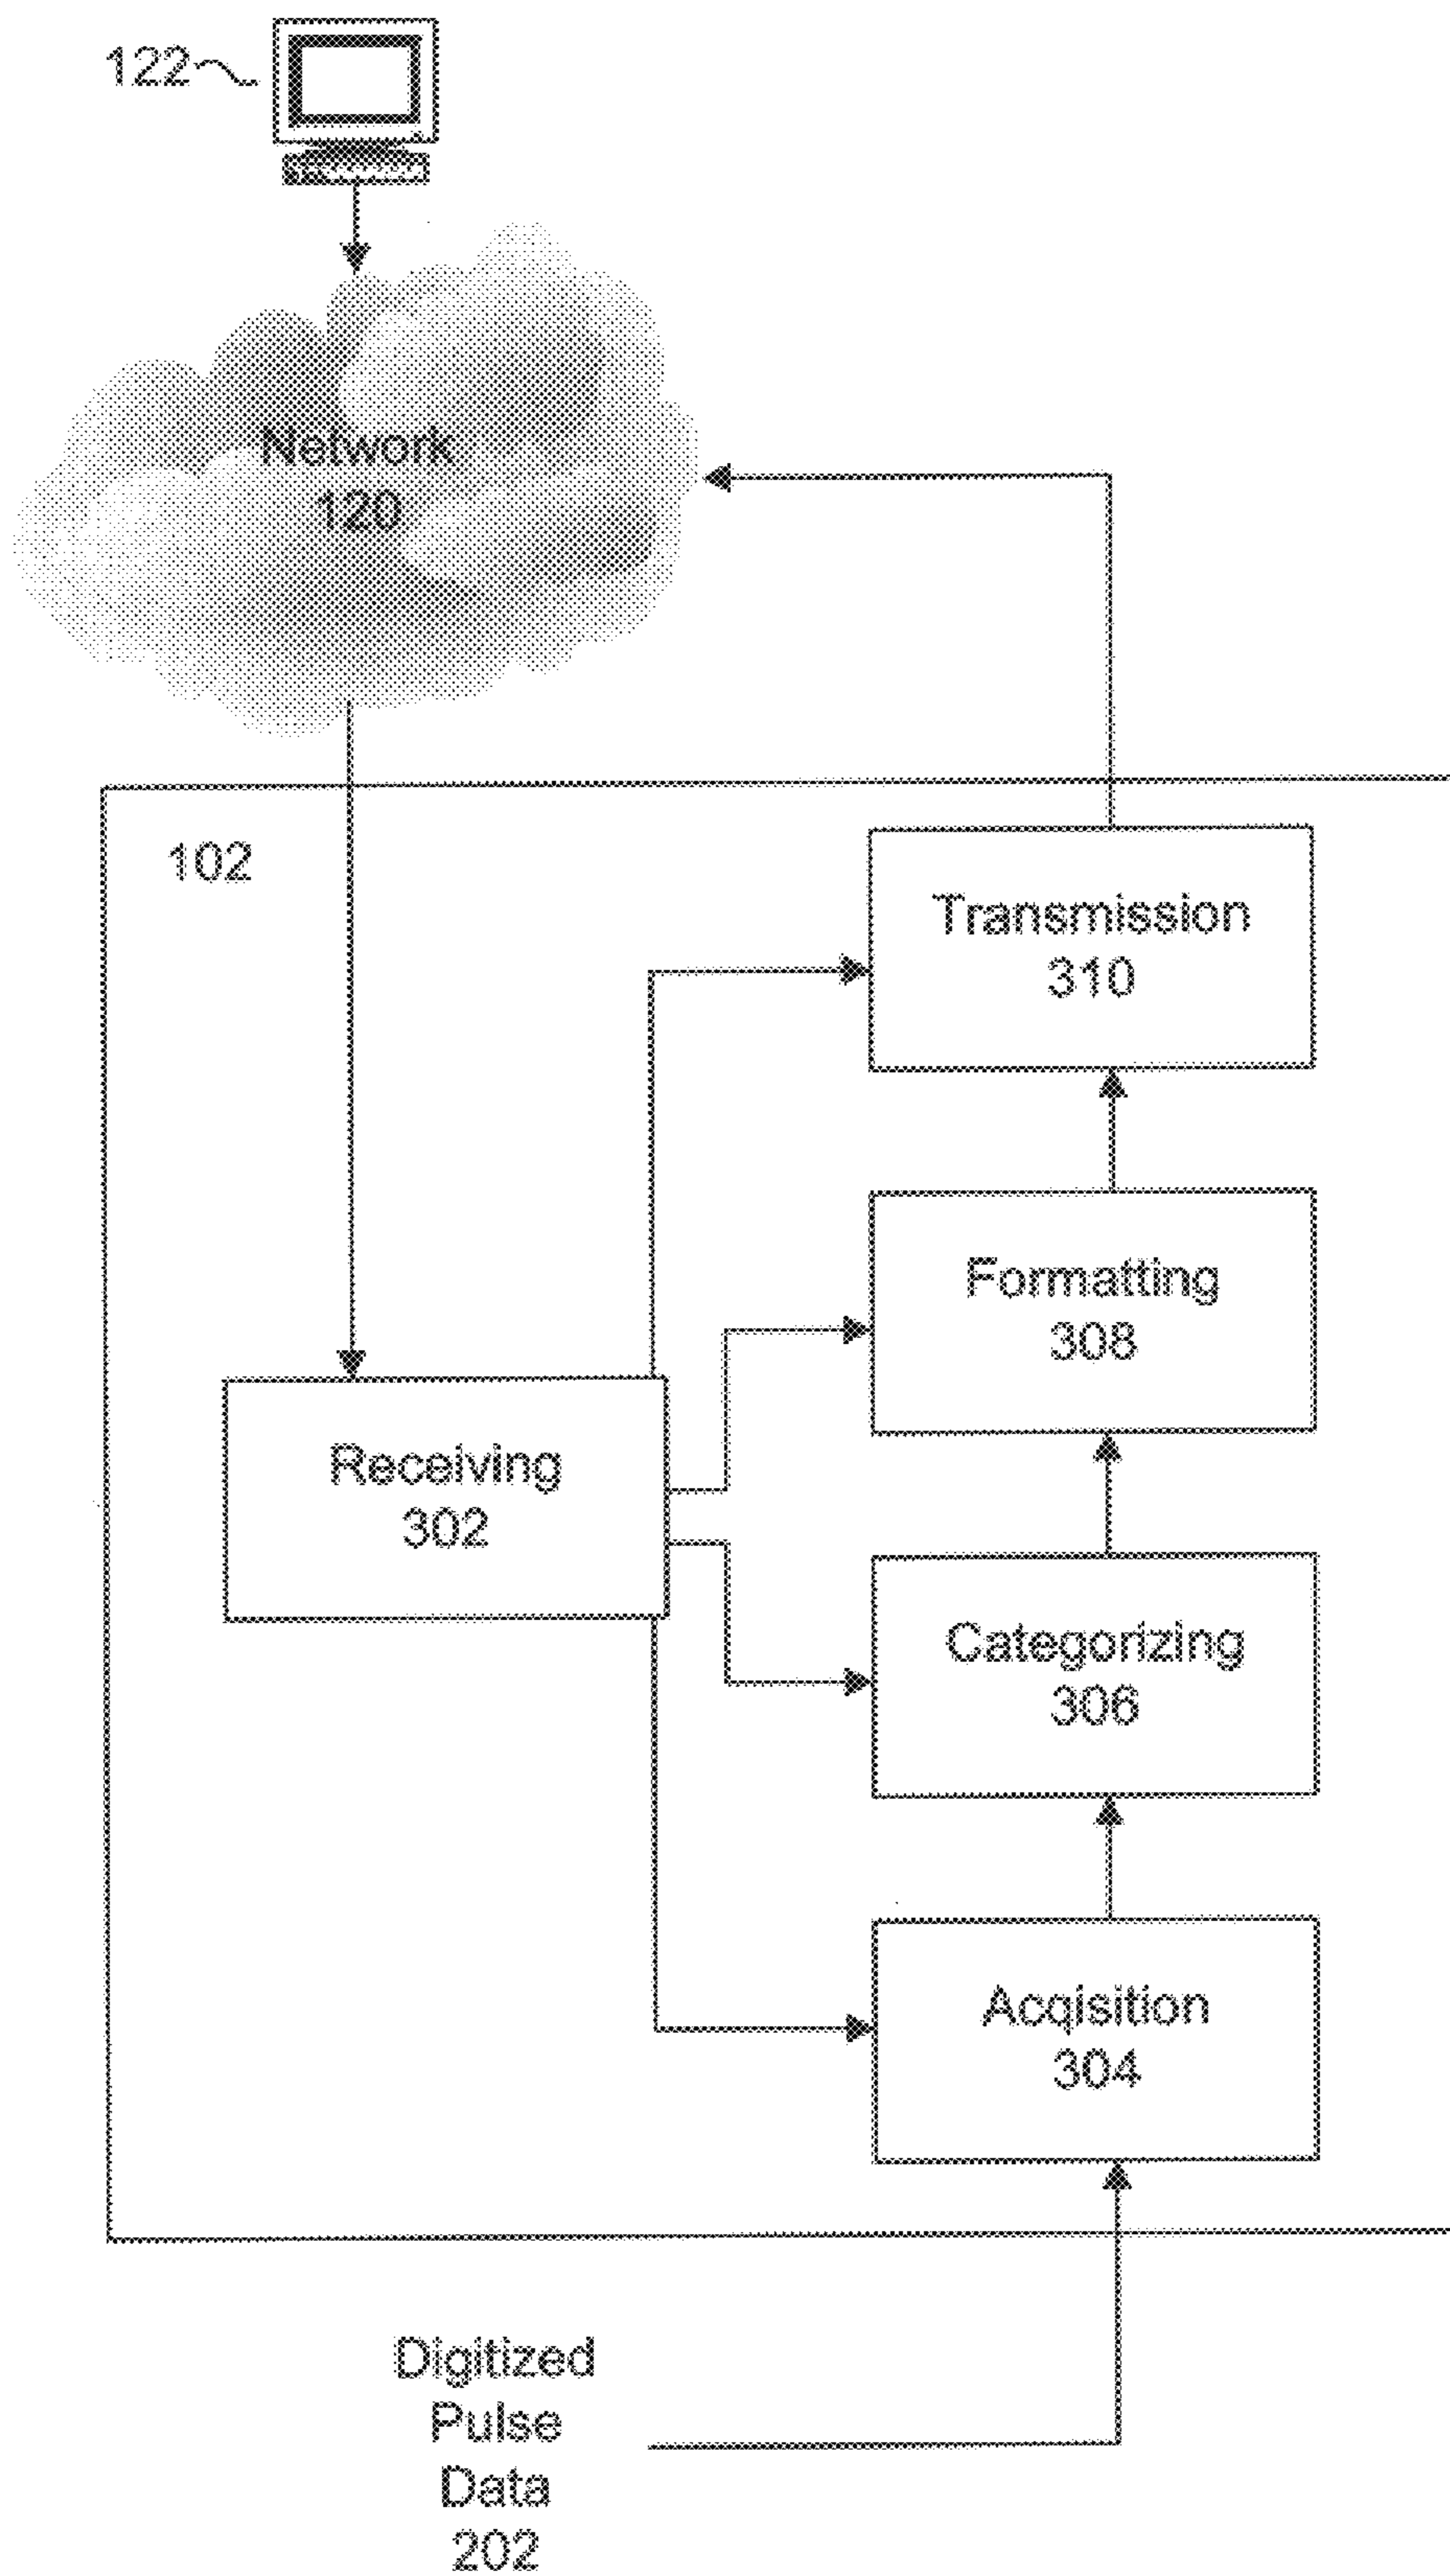 122
Network
120
102
Transmission
310
Formatting
308
Receiving
302
Categorizing
306
Acqisition
304
Digitized
Pulse
Data
202